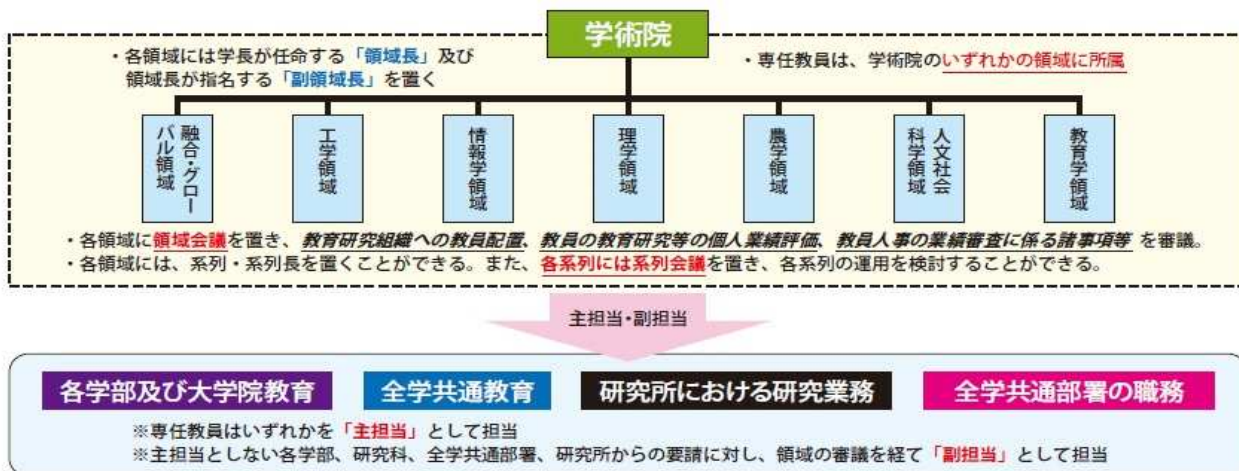 学術院
・各領域には学長が任命する「領域長」及び
領域長が指名する「副領域長」を置く
・専任教員は、学術院のいずれかの領域に所属
融合・グロー
バル領域
工学領域
情報学領域
理学領域
農学領域
人文社会
科学領域
教育学領域
・各領域に領域会議を置き、教育研究組織への教員配置、教員の教育研究等の個人業績評価、教員人事の業績審査に係る諸事項等 を審議。
・各領域には、系列・系列長を置くことができる。また、各系列には系列会議を置き、各系列の運用を検討することができる。
主担当・副担当
各学部及び大学院教育
全学共通教育
研究所における研究業務
全学共通部署の職務
※専任教員はいずれかを「主担当」として担当
※主担当としない各学部、研究科、全学共通部署、研究所からの要請に対し、領域の審議を経て「副担当」として担当